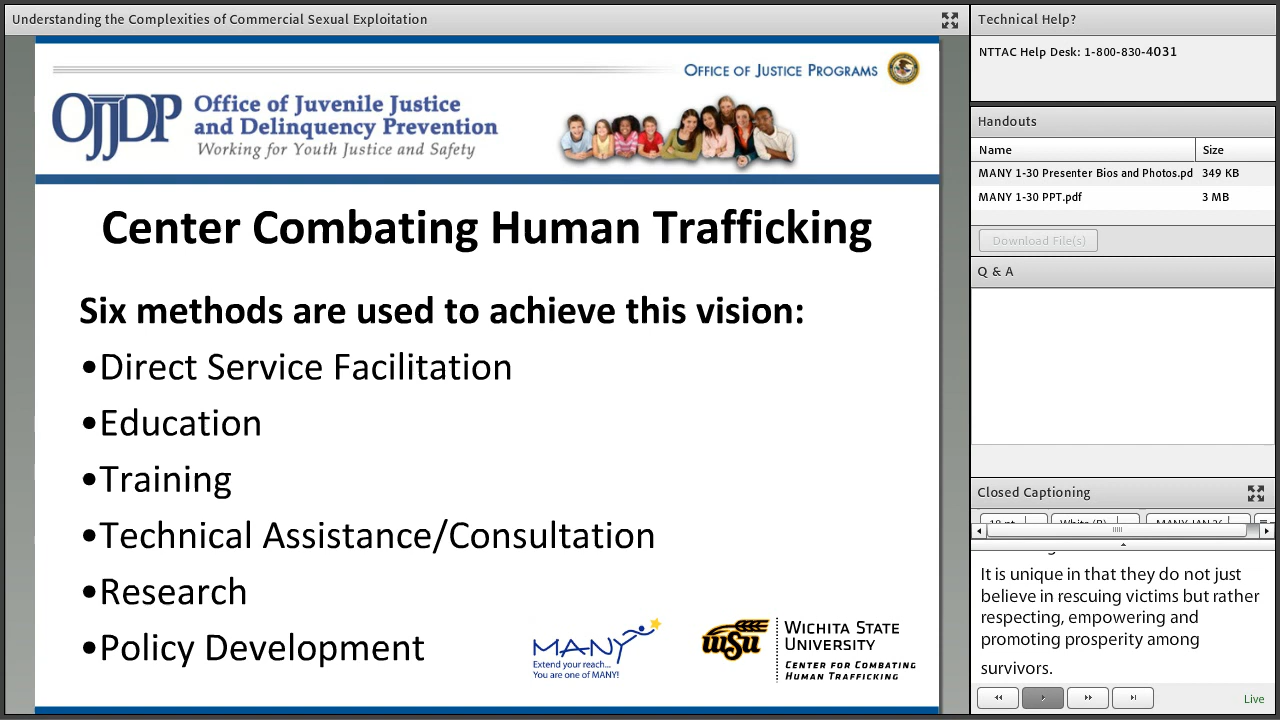 Understanding the Complexities of Commercial Sexual Exploitation
OFFICE OF JUSTICE PROGRAMS
OJJDP
Office of Juvenile Justice
and Delinquency Prevention
Working for Youth Justice and Safety
Center Combating Human Trafficking
Six methods are used to achieve this vision:
•Direct Service Facilitation
•Education
•Training
•Technical Assistance/Consultation
•Research
•Policy Development
MANY
Extend your reach...
You are one of MANY!
WSU
WICHITA STATE
UNIVERSITY
CENTER FOR COMBATING
HUMAN TRAFFICKING
Technical Help?
NTTAC Help Desk: 1-800-830-4031
Handouts
Name Size
MANY 1-30 Presenter Bios and Photos.pd 349 KB
MANY 1-30 PPT.pdf 3 MB
Download File(s)
Q & A
Closed Captioning
It is unique in that they do not just
believe in rescuing victims but rather
respecting, empowering and
promoting prosperity among
survivors.
Live